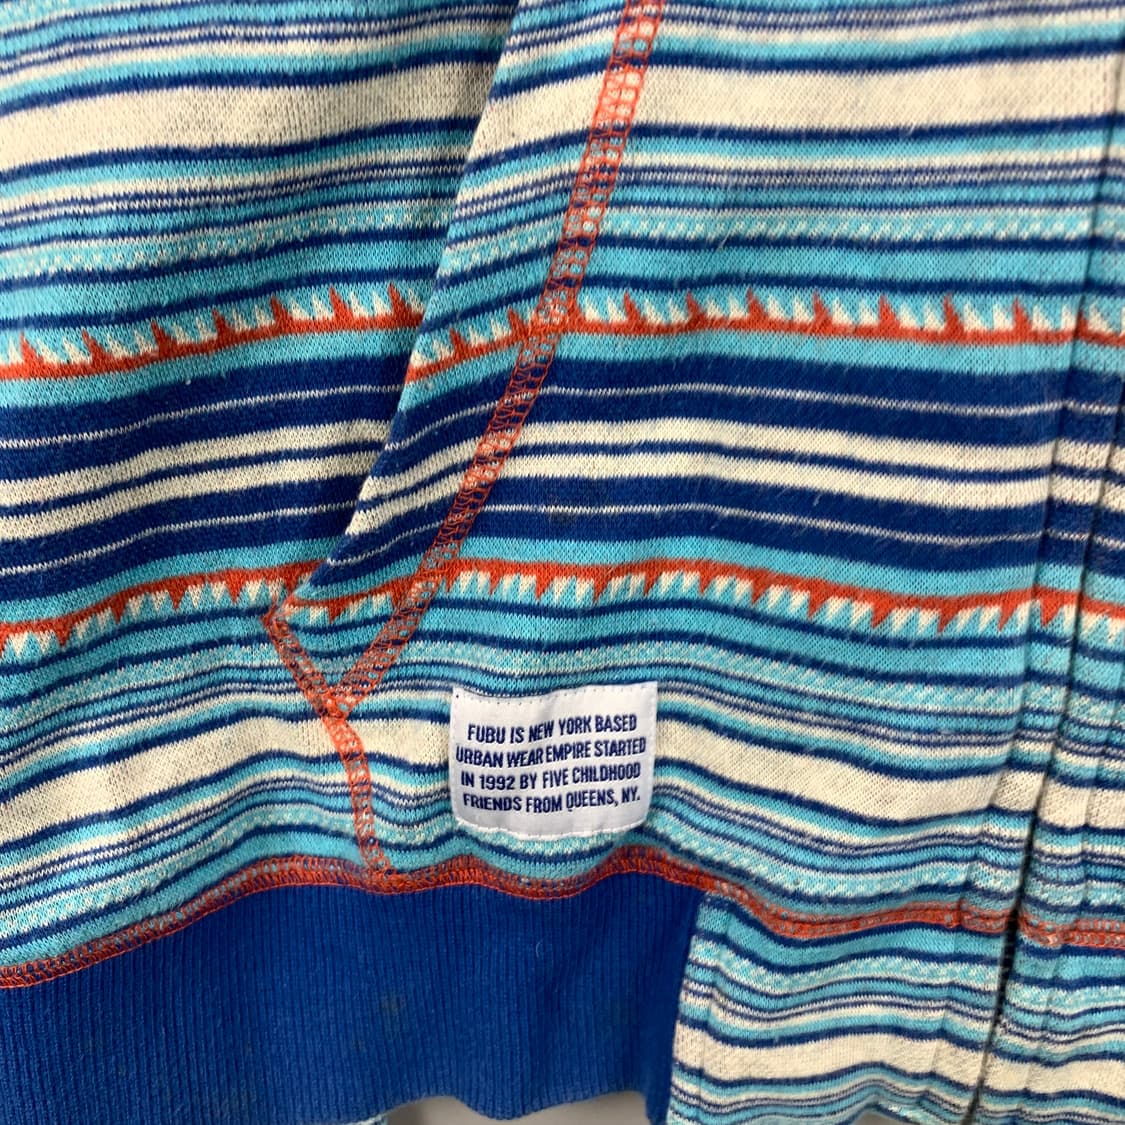 FUBU IS NEW YORK BASED
URBAN WEAR EMPIRE STARTED
IN 1992 BY FIVE CHILDHOOD
FRIENDS FROM QUEENS, NY.